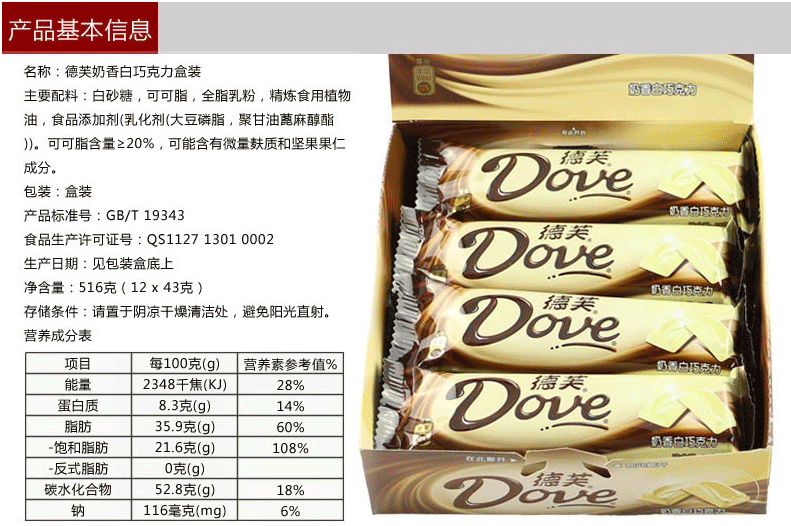 产品基本信息
名称：德芙奶香白巧克力盒装
主要配料：白砂糖，可可脂，全脂乳粉，精炼食用植物
油，食品添加剂(乳化剂(大豆磷脂，聚甘油蓖麻醇酯
))。可可脂含量≥20%，可能含有微量麸质和坚果果仁
成分。
包装：盒装
产品标准号：GB/T 19343
食品生产许可证号：QS1127 1301 0002
生产日期：见包装盒底上
净含量：516克（12 x 43克）
存储条件：请置于阴凉干燥清洁处，避免阳光直射。
营养成分表
项目 每100克(g) 营养素参考值%
能量 2348千焦(KJ) 28%
蛋白质 8.3克(g) 14%
脂肪 35.9克(g) 60%
-饱和脂肪 21.6克(g) 108%
-反式脂肪 0克(g)
碳水化合物 52.8克(g) 18%
钠 116毫克(mg) 6%
奶香白巧克力
德芙
Dove
奶香白巧克力
德芙
Dove
奶香白巧克力
德芙
Dove
奶香白巧克力
德芙
Dove
奶香白巧克力
在此撕开
德芙
Dove